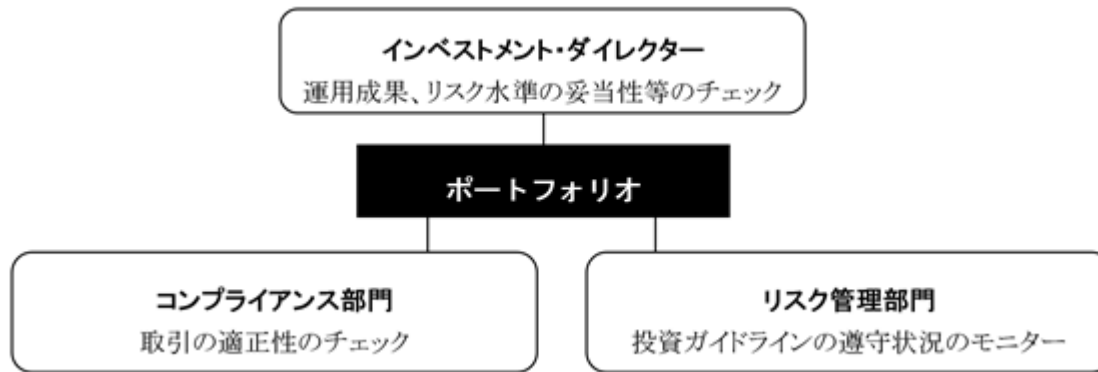 インベストメント・ダイレクター
運用成果、リスク水準の妥当性等のチェック
ポートフォリオ
コンプライアンス部門
取引の適正性のチェック
リスク管理部門
投資ガイドラインの遵守状況のモニター